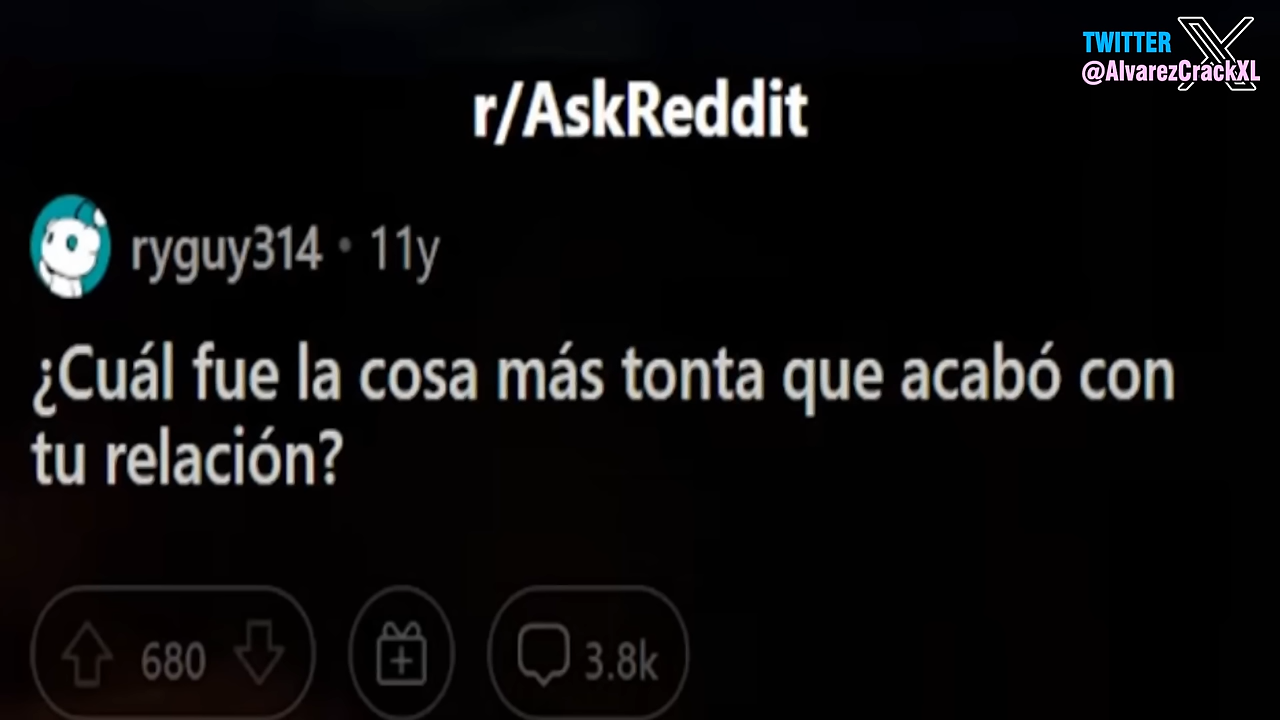 TWITTER
@AlvarezCrackXL
r/AskReddit
ryguy314 • 11y
¿Cuál fue la cosa más tonta que acabó con
tu relación?
680
3.8k